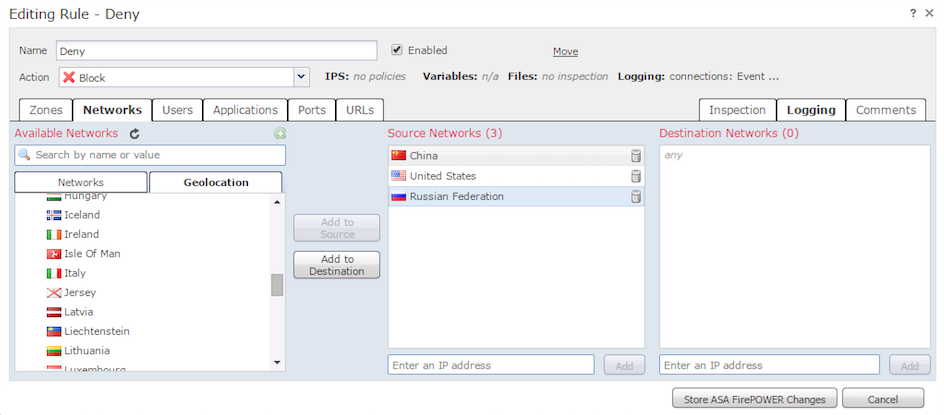 Editing Rule - Deny ? ×
Name Deny Enabled Move
Action Block IPS: no policies Variables: n/a Files: no inspection Logging: connections: Event ...
Zones Networks Users Applications Ports URLs Inspection Logging Comments
Available Networks
Search by name or value
Networks Geolocation
Hungary
Iceland
Ireland
Isle Of Man
Italy
Jersey
Latvia
Liechtenstein
Lithuania
Luxembourg
Add to
Source
Add to
Destination
Source Networks (3)
China
United States
Russian Federation
Enter an IP address Add
Destination Networks (0)
any
Enter an IP address Add
Store ASA FirePOWER Changes Cancel